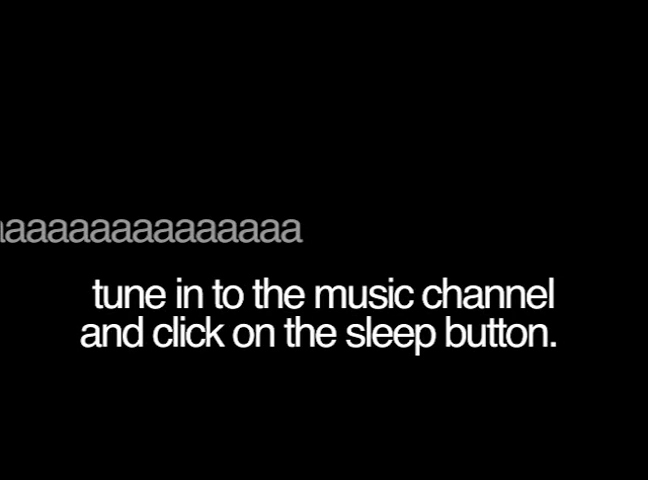 aaaaaaaaaaaaaaa
tune in to the music channel
and click on the sleep button.